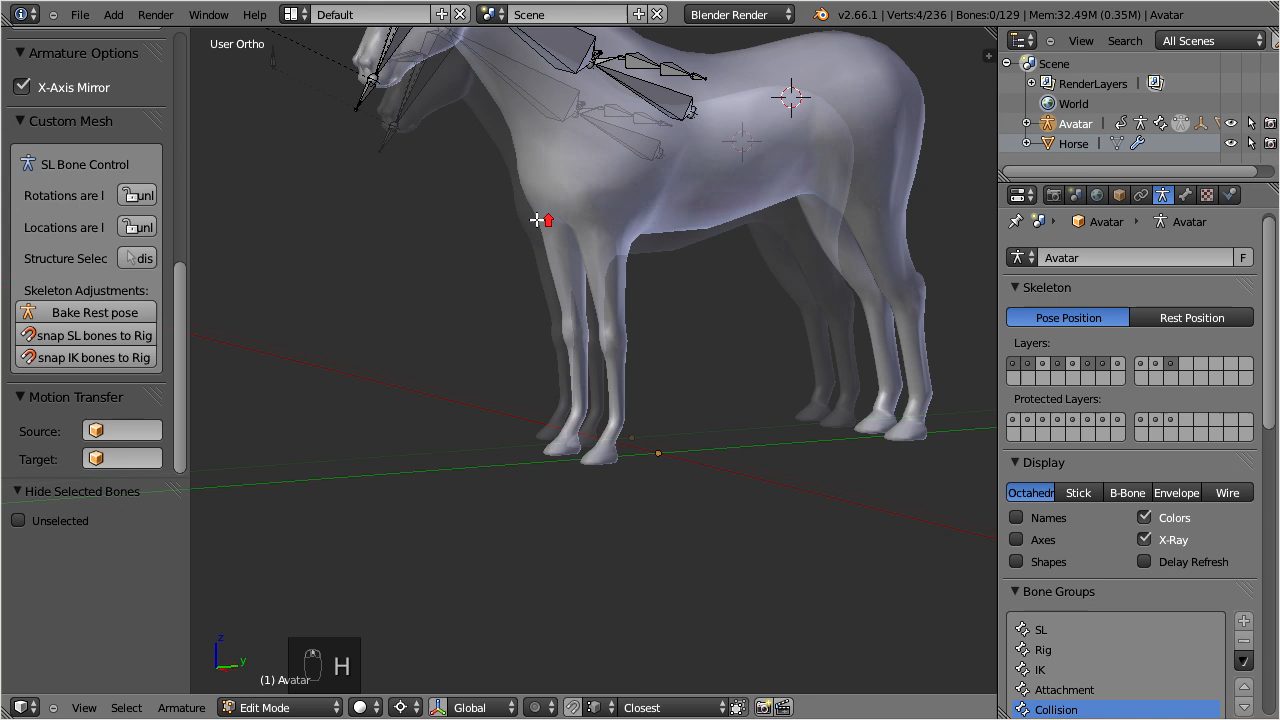 File Add Render Window Help Default Scene Blender Render v2.66.1 | Verts:4/236 | Bones:0/129 | Mem:32.49M (0.35M) | Avatar
Armature Options
X-Axis Mirror
Custom Mesh
SL Bone Control
Rotations are l unl
Locations are l unl
Structure Selec dis
Skeleton Adjustments:
Bake Rest pose
snap SL bones to Rig
snap IK bones to Rig
Motion Transfer
Source:
Target:
Hide Selected Bones
Unselected
User Ortho
z
y
H
(1) Avatar
View Select Armature Edit Mode Global Closest
View Search All Scenes
Scene
RenderLayers |
World
Avatar
Horse |
Avatar Avatar
Avatar F
Skeleton
Pose Position Rest Position
Layers:
Protected Layers:
Display
Octahedr Stick B-Bone Envelope Wire
Names Colors
Axes X-Ray
Shapes Delay Refresh
Bone Groups
SL
Rig
IK
Attachment
Collision